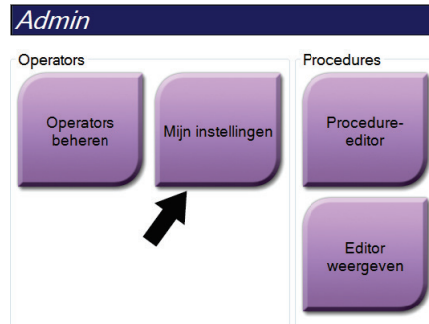 Admin
Operators
Procedures
Operators
beheren
Mijn instellingen
Procedure-
editor
Editor
weergeven